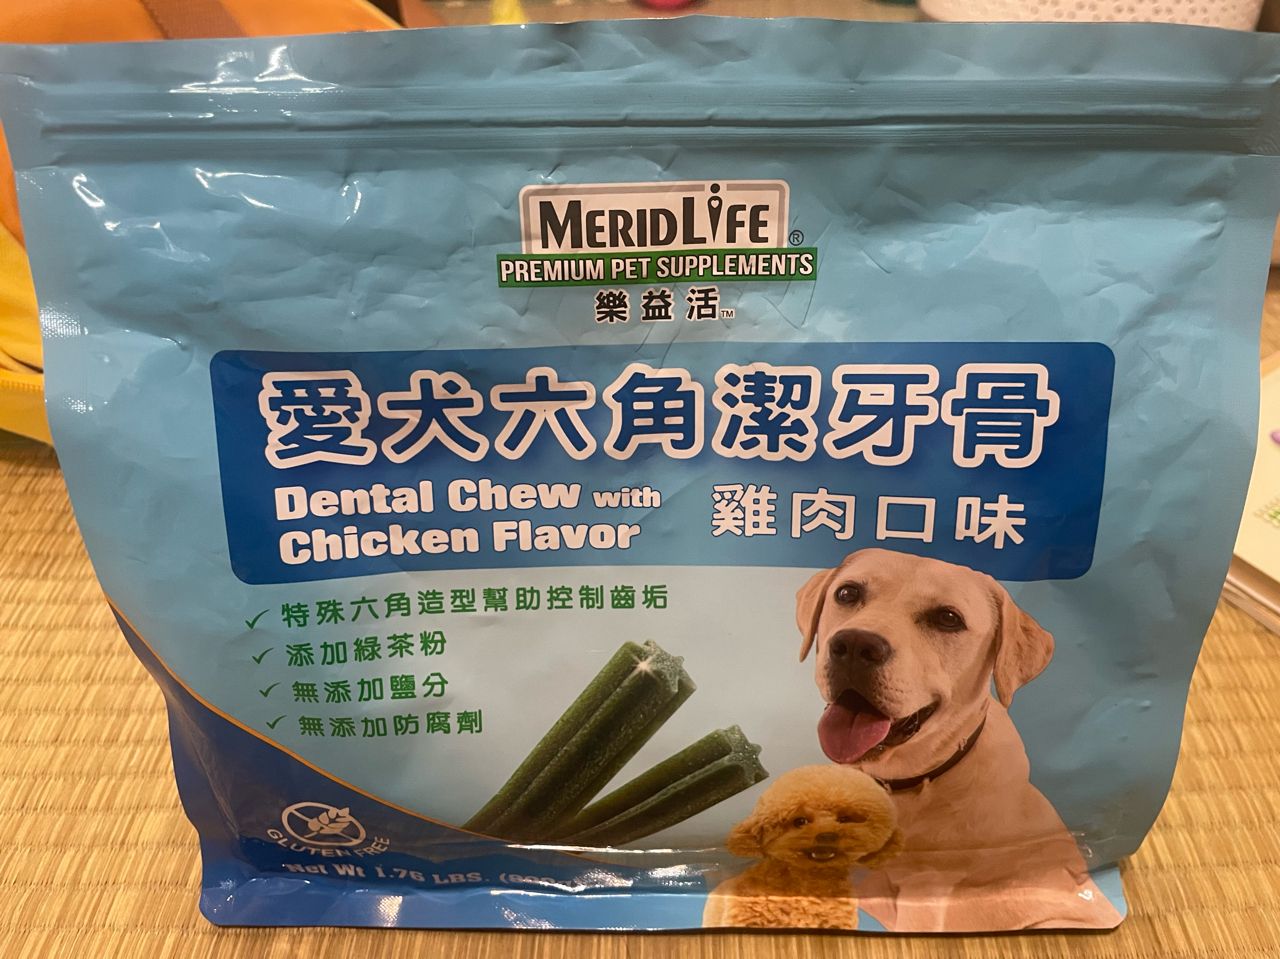 MERIDLIFE®
PREMIUM PET SUPPLEMENTS
樂益活™
愛犬六角潔牙骨
Dental Chew with
Chicken Flavor
雞肉口味
✓ 特殊六角造型幫助控制齒垢
✓ 添加綠茶粉
✓ 無添加鹽分
✓ 無添加防腐劑
GLUTEN FREE
Net Wt 1.76 LBS.